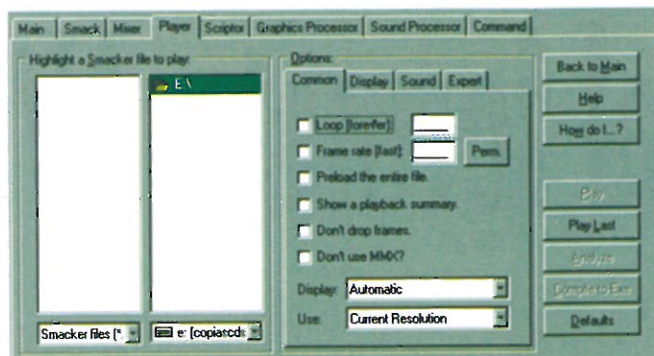 Main Smack Mixer Player Scriptor Graphics Processor Sound Processor Command
Highlight a Smacker file to play:
E:\
Smacker files (*.
e: [copiascds
Options:
Common Display Sound Expert
Loop [forever]:
Frame rate [fast]: Perm.
Preload the entire file.
Show a playback summary.
Don't drop frames.
Don't use MMX?
Display: Automatic
Use: Current Resolution
Back to Main
Help
How do I...?
Play
Play Last
Analyze
Compile to Exe
Defaults